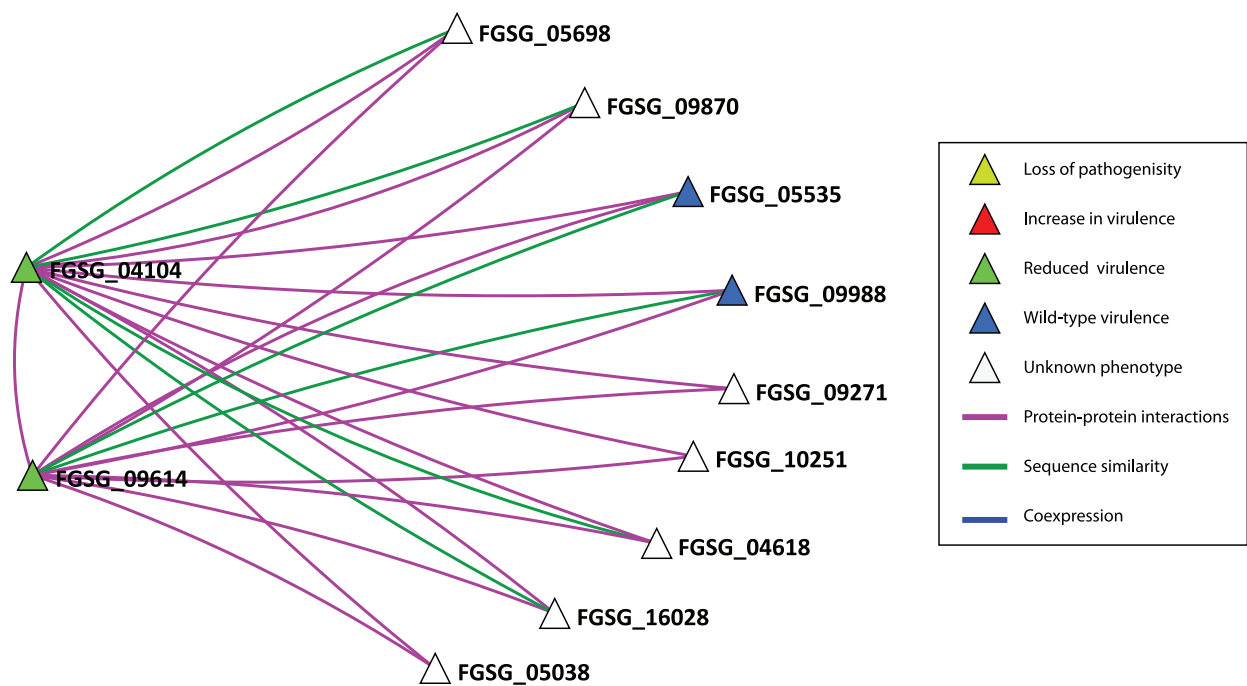 FGSG_05698
FGSG_09870
FGSG_05535
FGSG_04104
FGSG_09988
FGSG_09271
FGSG_10251
FGSG_09614
FGSG_04618
FGSG_16028
FGSG_05038
Loss of pathogenisity
Increase in virulence
Reduced virulence
Wild-type virulence
Unknown phenotype
Protein-protein interactions
Sequence similarity
Coexpression